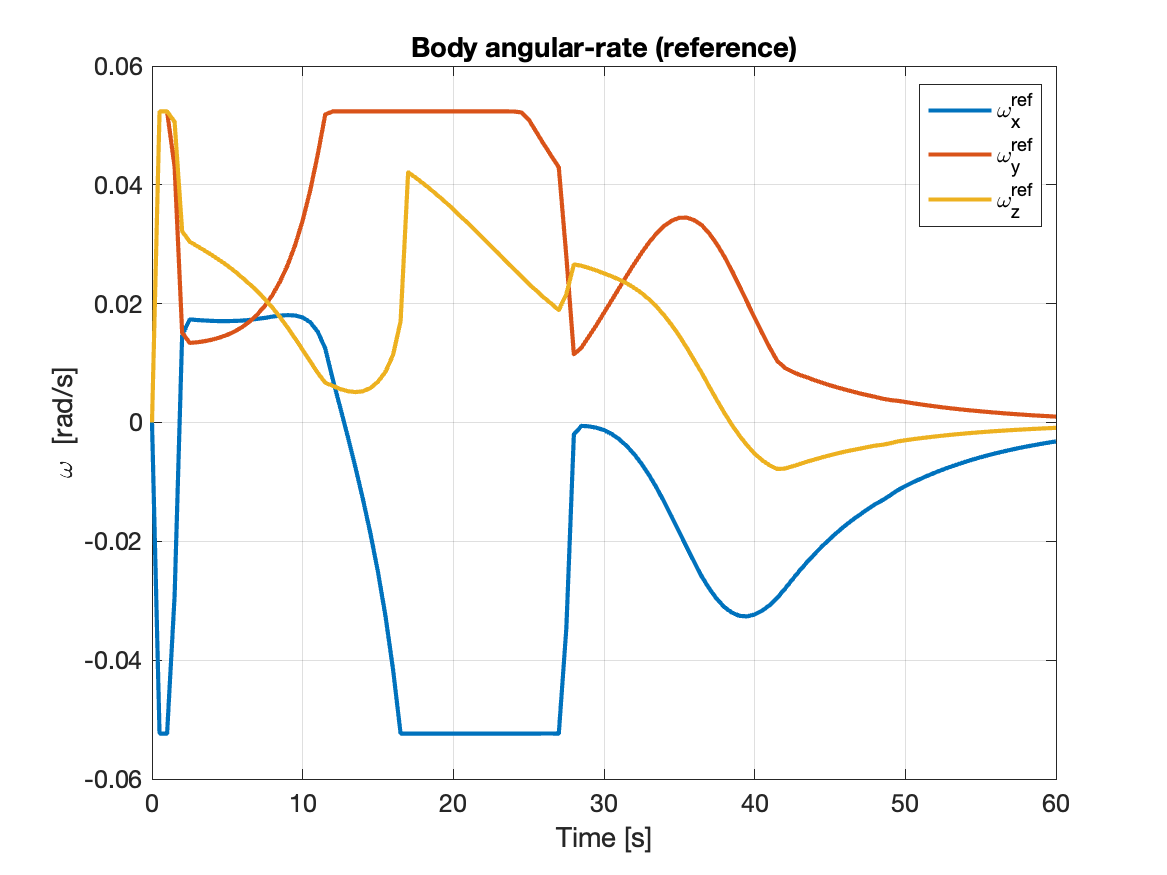 Body angular-rate (reference)
0.06
0.04
0.02
0
-0.02
-0.04
-0.06
ω [rad/s]
0 10 20 30 40 50 60
Time [s]
ω_x^ref
ω_y^ref
ω_z^ref